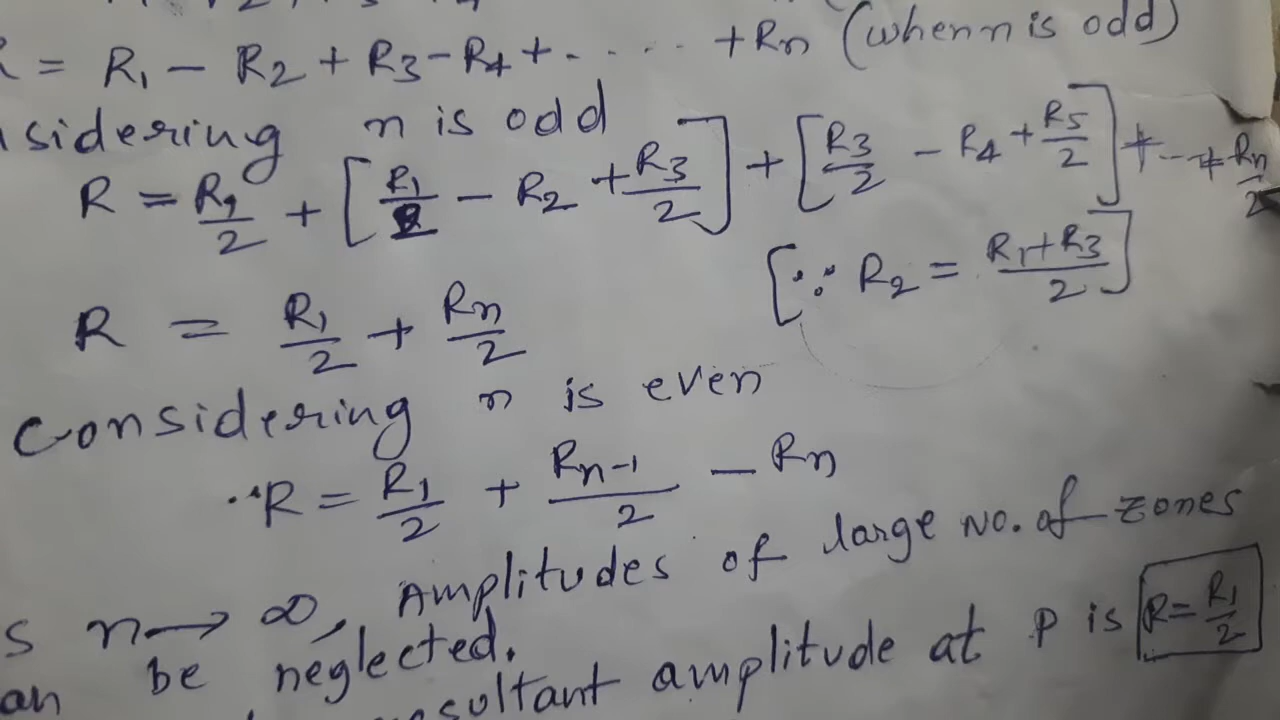 R = R₁ − R₂ + R₃ − R₄ + ..... + Rn (when n is odd)
sidering n is odd
R = R₁/2 + [R₁/2 − R₂ + R₃/2] + [R₃/2 − R₄ + R₅/2] + --+ Rn/2
[∵ R₂ = (R₁+R₃)/2]
R = R₁/2 + Rn/2
Considering n is even
R = R₁/2 + Rn-1/2 − Rn
s n → ∞, Amplitudes of large No. of zones
an be neglected.
sultant amplitude at P is R = R₁/2